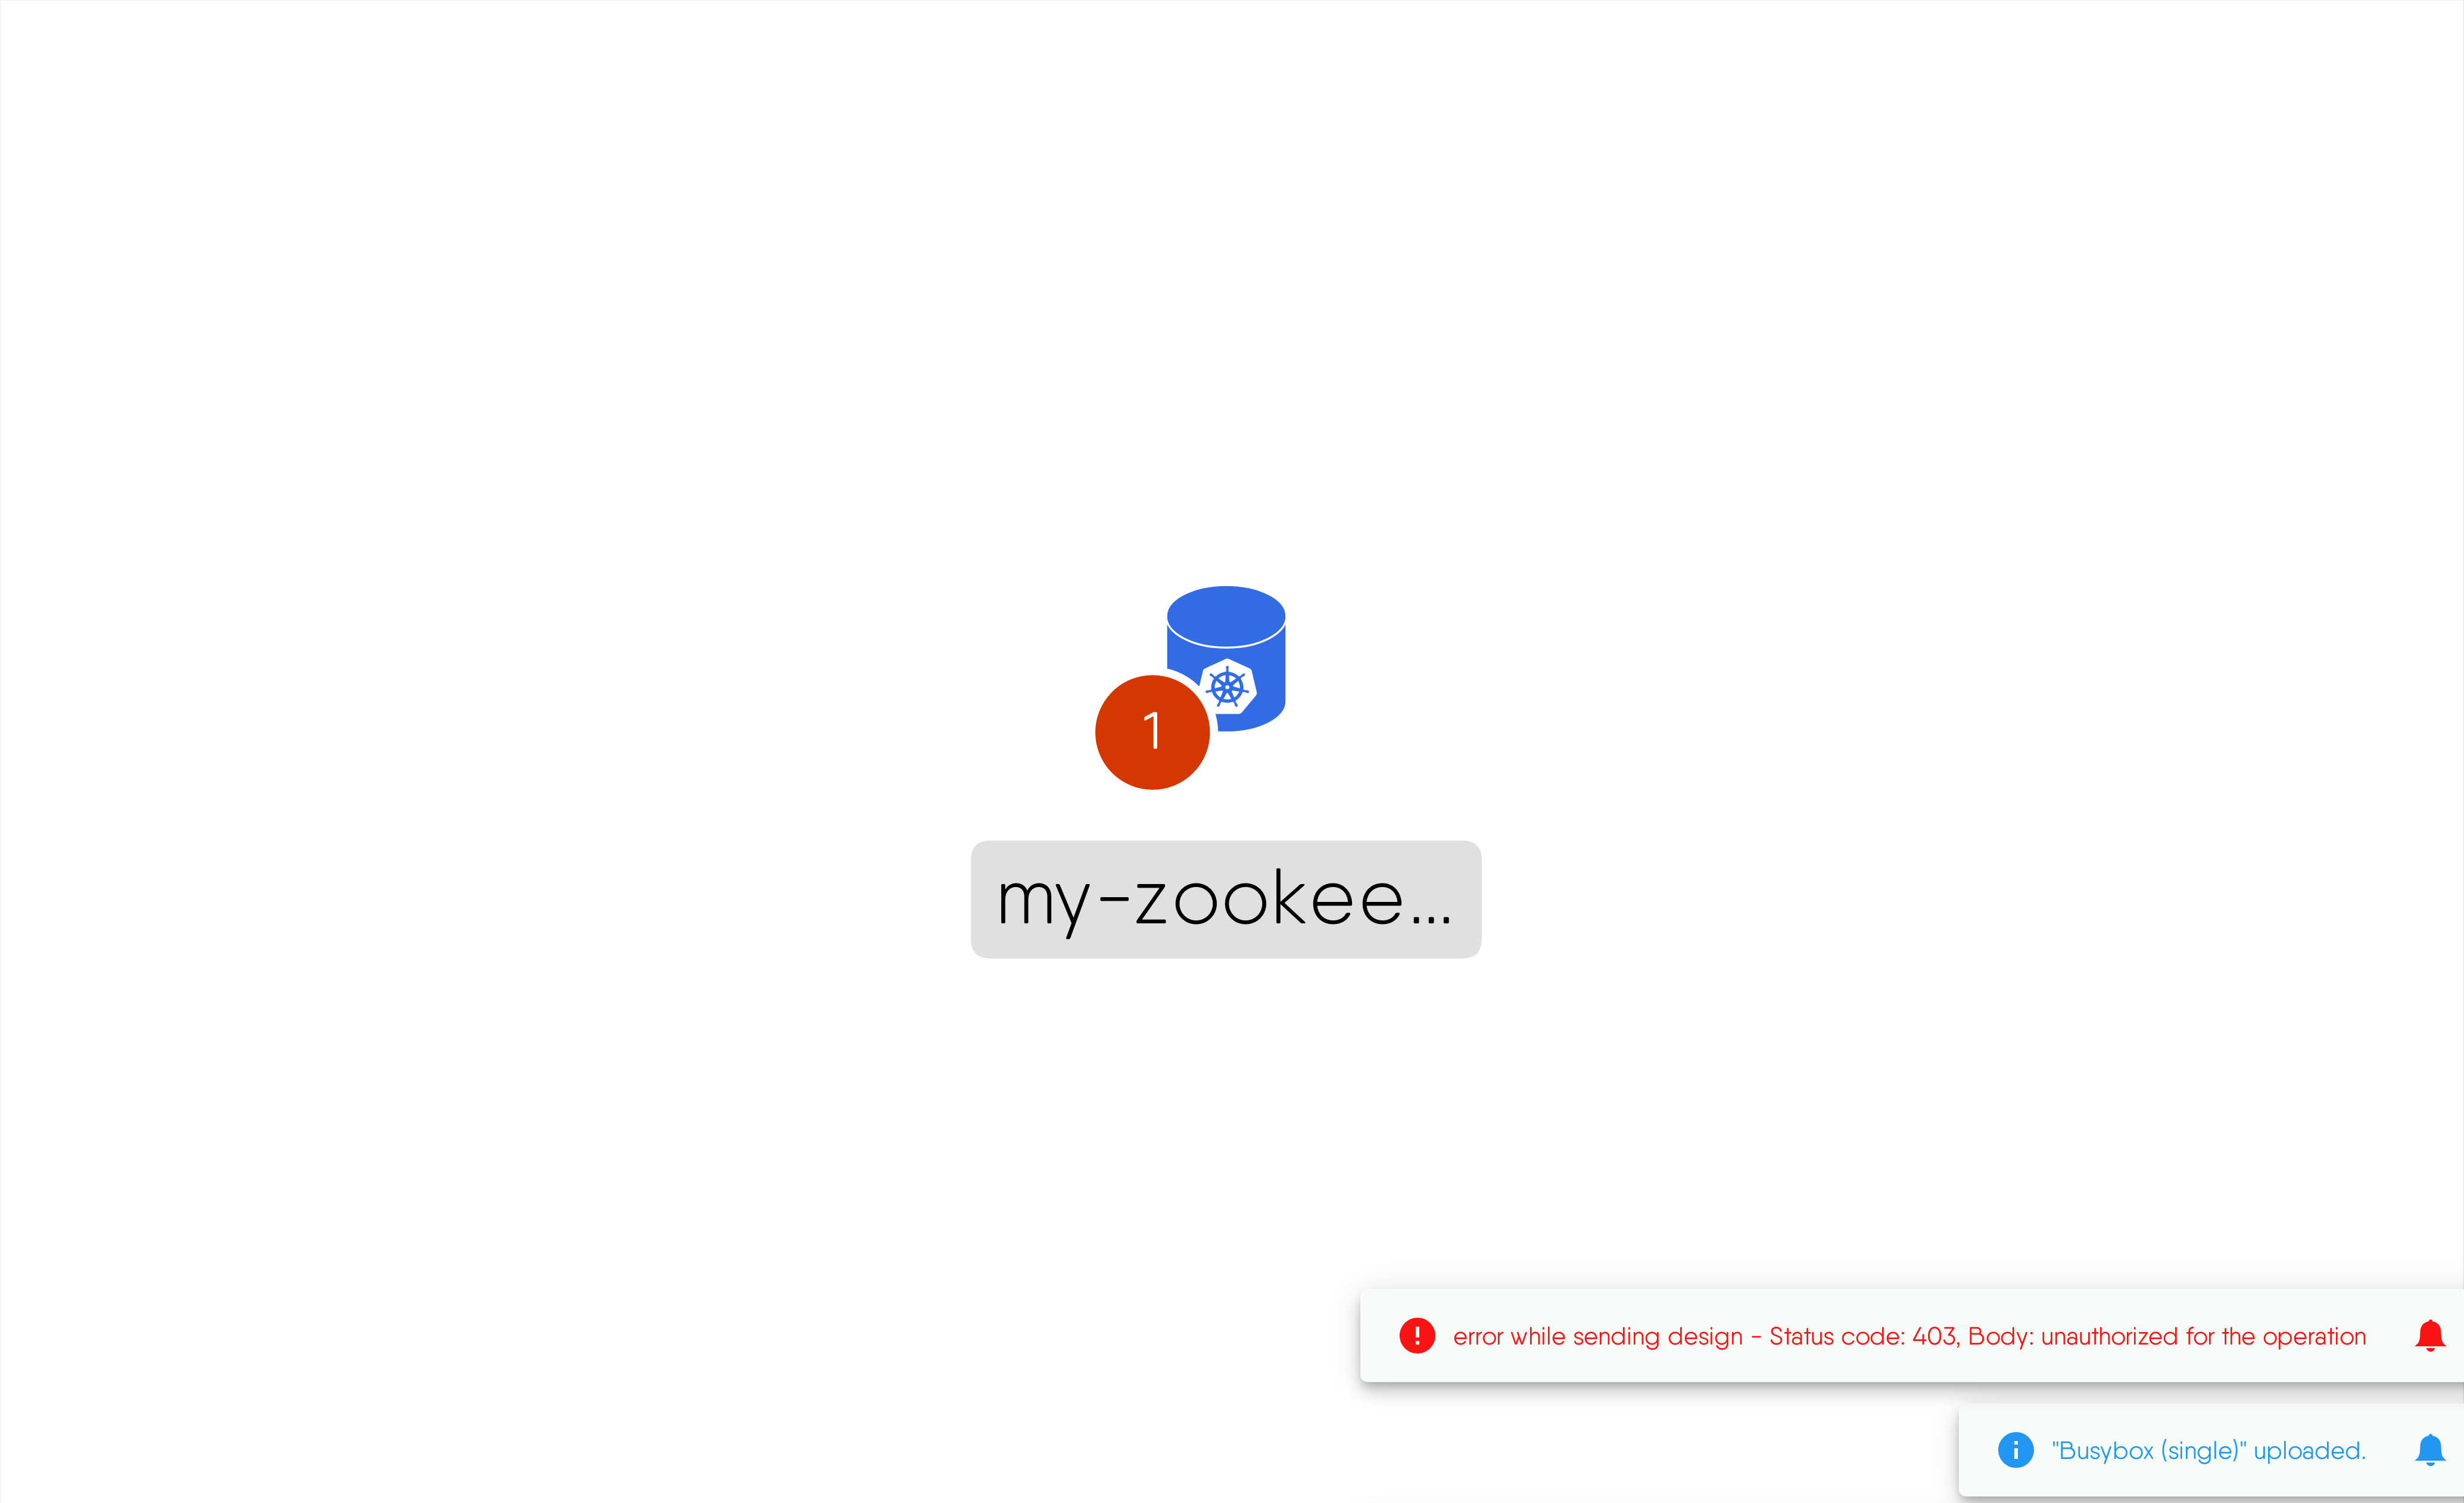 1
my-zookee...
error while sending design - Status code: 403, Body: unauthorized for the operation
"Busybox (single)" uploaded.